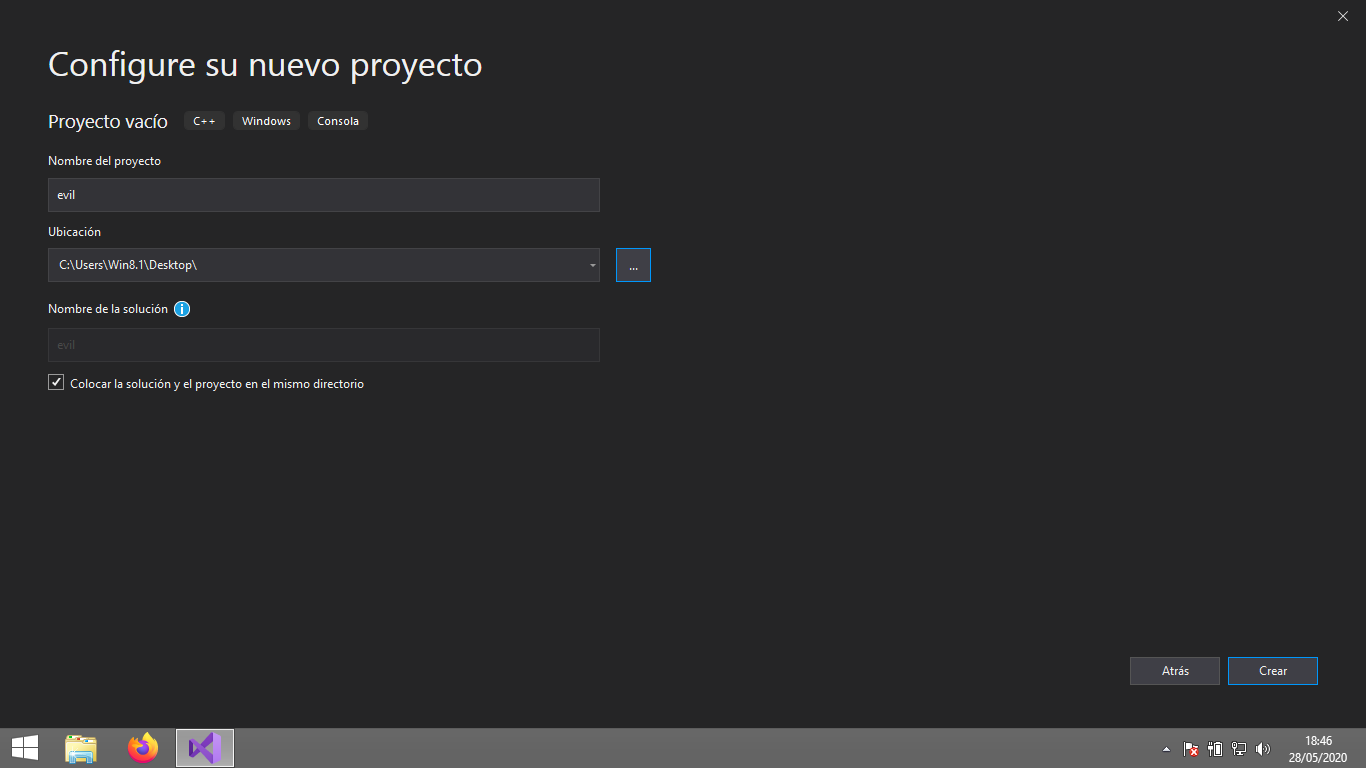 Configure su nuevo proyecto
Proyecto vacío C++ Windows Consola
Nombre del proyecto
evil
Ubicación
C:\Users\Win8.1\Desktop\
...
Nombre de la solución
evil
Colocar la solución y el proyecto en el mismo directorio
Atrás Crear
18:46
28/05/2020